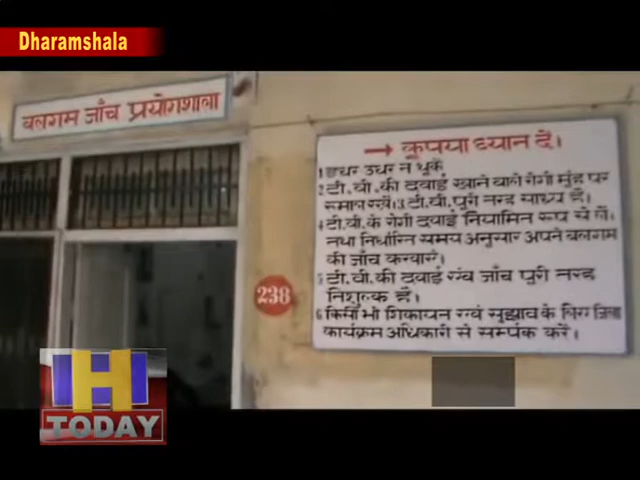 Dharamshala
बलगम जाँच प्रयोगशाला
→ कृपया ध्यान दें।
1 इधर उधर न थूकें
2 टी.वी.की दवाई खाने वाले रोगी मुंह पर
रुमाल रखें। 3 टी.वी.पूरी तरह साध्य है।
4 टी.वी.के रोगी दवाई नियमित रूप से लें।
तथा निर्धारित समय अनुसार अपने बलगम
की जाँच करवायें।
5 टी.वी.की दवाई एवं जाँच पूरी तरह
निशुल्क है।
6 किसी भी शिकायत एवं सुझाव के लिए जिला
कार्यक्रम अधिकारी से सम्पर्क करें।
238
H
TODAY